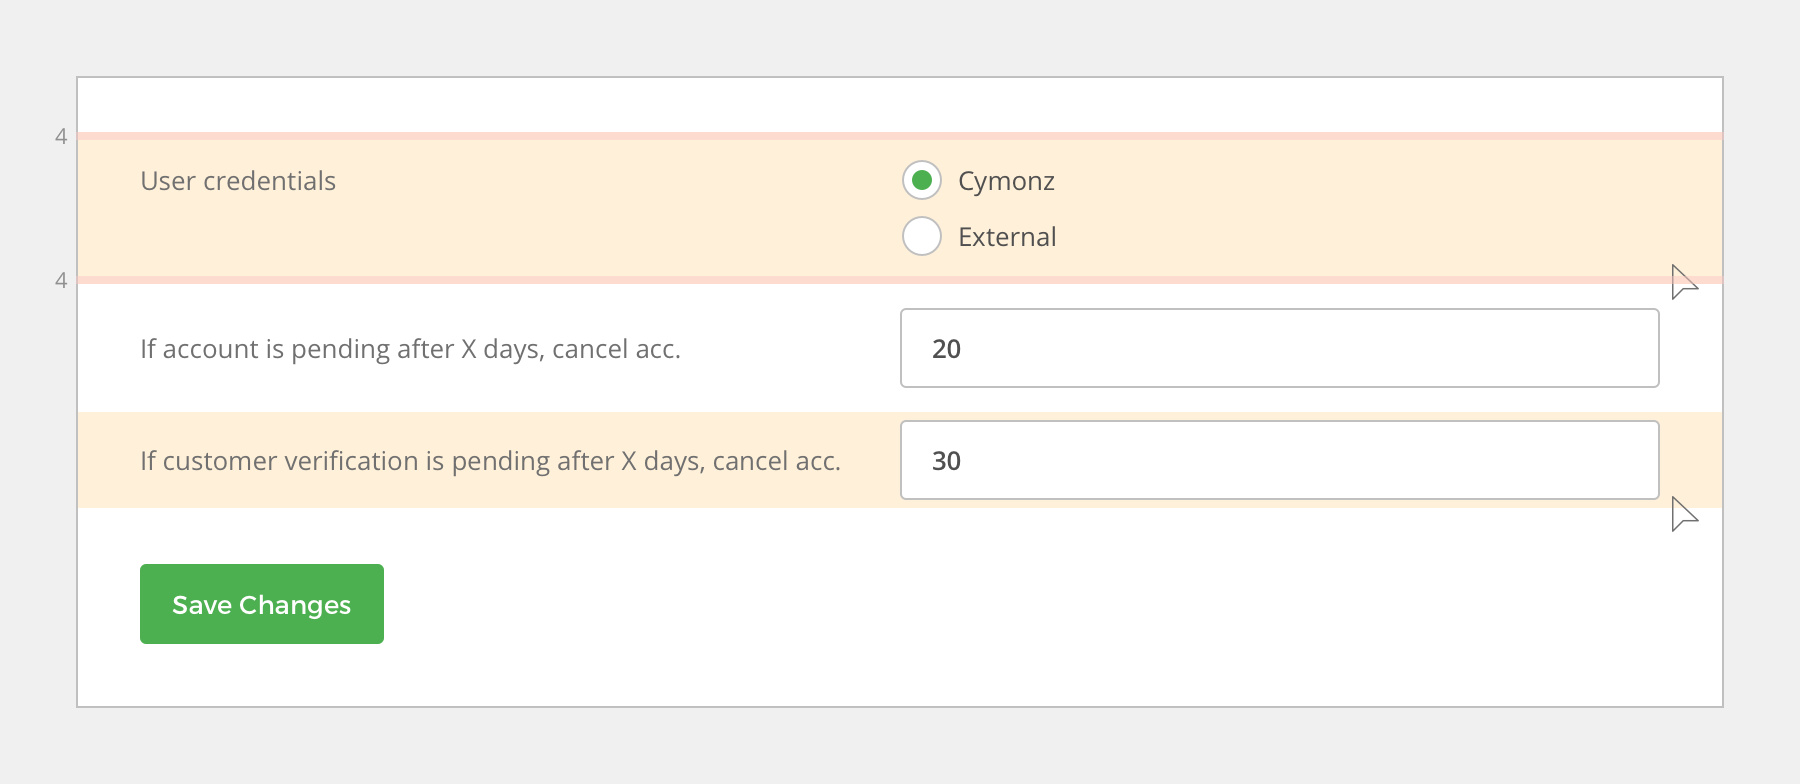 4
User credentials
Cymonz
External
4
If account is pending after X days, cancel acc.
20
If customer verification is pending after X days, cancel acc.
30
Save Changes